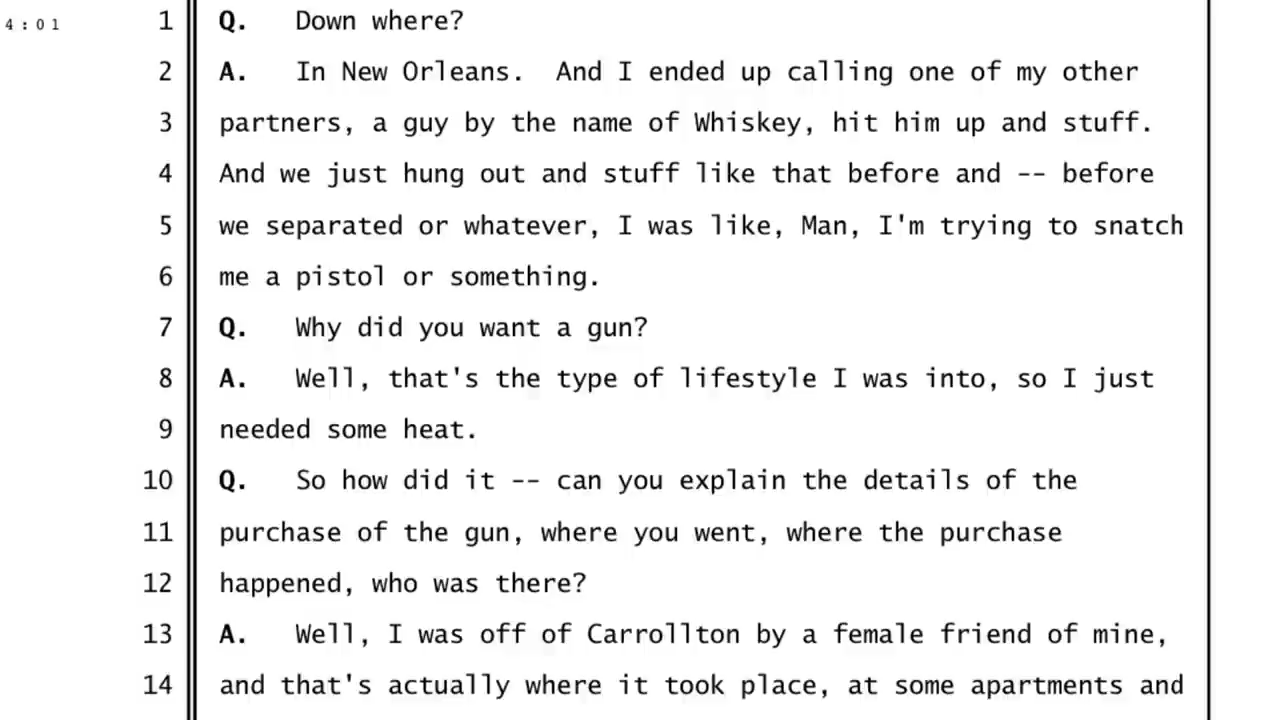 4:01 1 Q. Down where?
2 A. In New Orleans. And I ended up calling one of my other
3 partners, a guy by the name of Whiskey, hit him up and stuff.
4 And we just hung out and stuff like that before and -- before
5 we separated or whatever, I was like, Man, I'm trying to snatch
6 me a pistol or something.
7 Q. Why did you want a gun?
8 A. Well, that's the type of lifestyle I was into, so I just
9 needed some heat.
10 Q. So how did it -- can you explain the details of the
11 purchase of the gun, where you went, where the purchase
12 happened, who was there?
13 A. Well, I was off of Carrollton by a female friend of mine,
14 and that's actually where it took place, at some apartments and